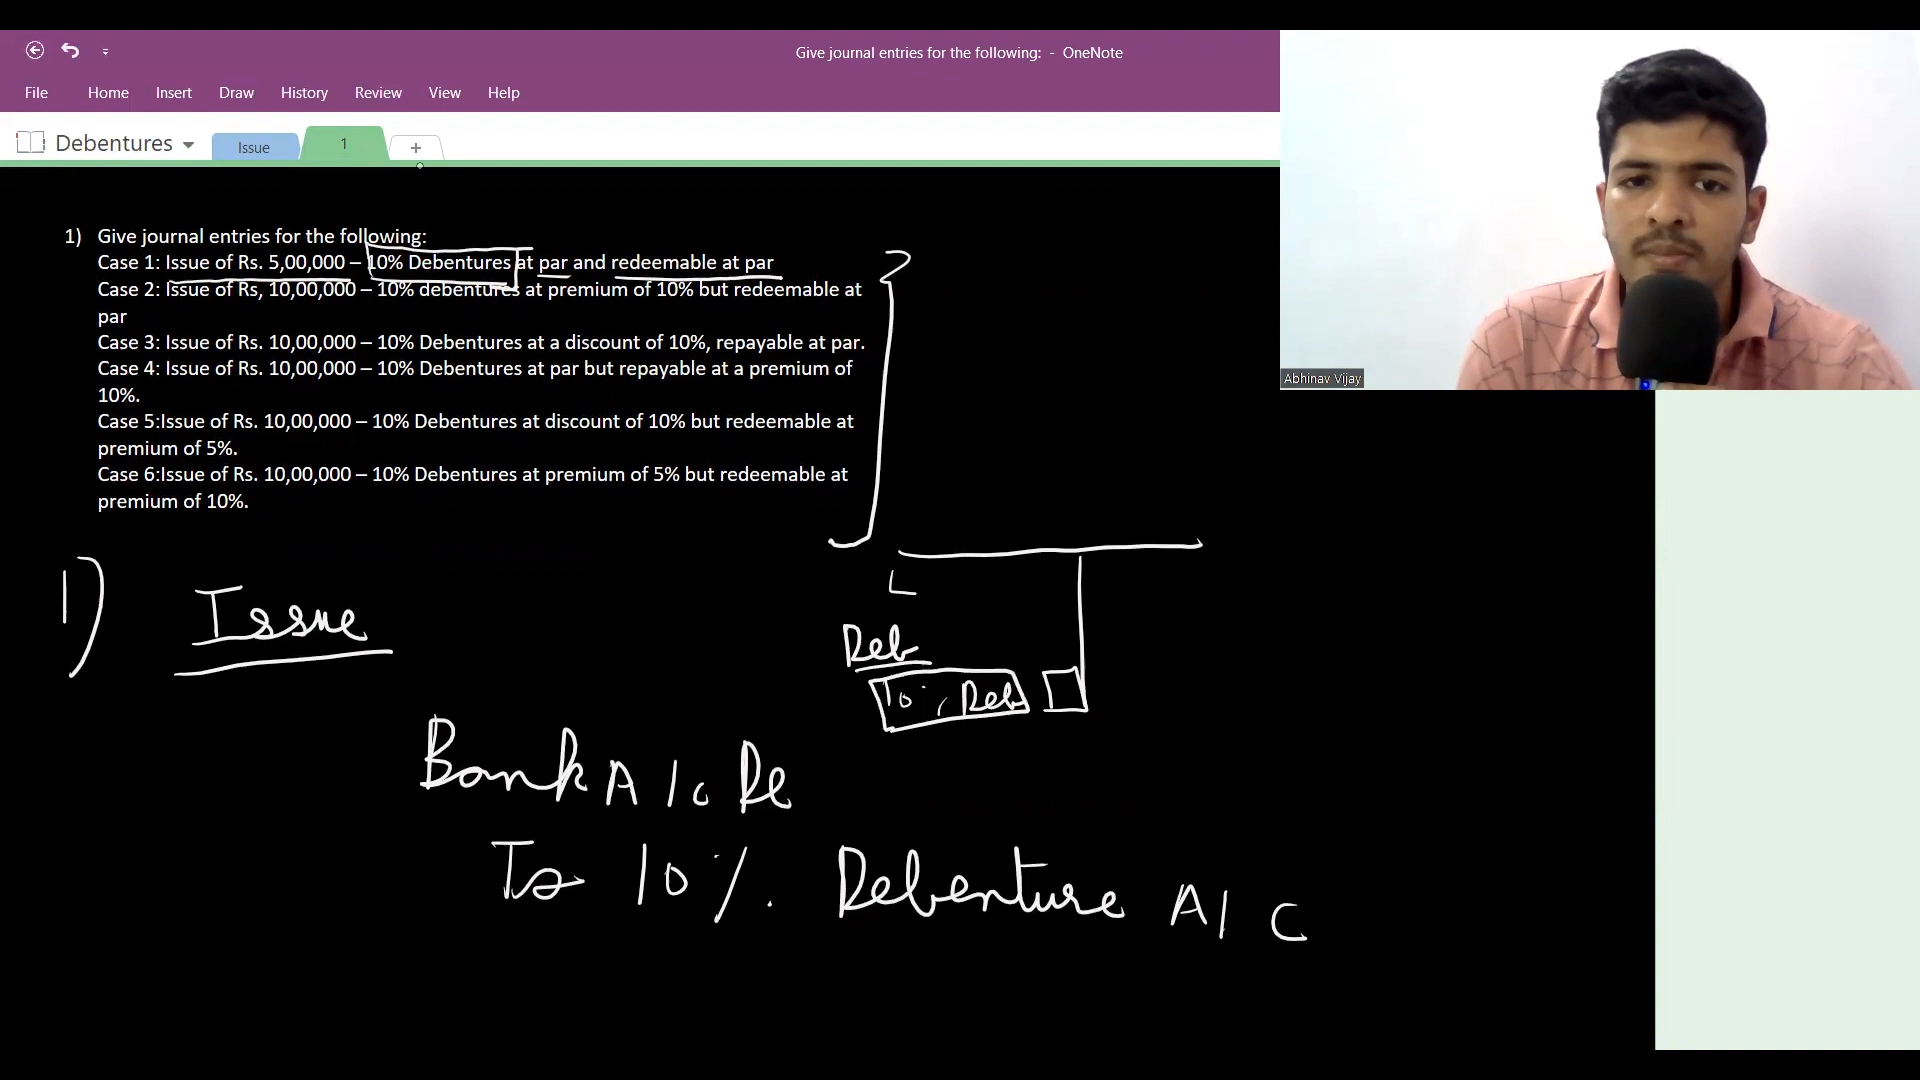 Give journal entries for the following: - OneNote
File Home Insert Draw History Review View Help
Debentures Issue 1 +
1) Give journal entries for the following:
Case 1: Issue of Rs. 5,00,000 – 10% Debentures at par and redeemable at par
Case 2: Issue of Rs, 10,00,000 – 10% debentures at premium of 10% but redeemable at
par
Case 3: Issue of Rs. 10,00,000 – 10% Debentures at a discount of 10%, repayable at par.
Case 4: Issue of Rs. 10,00,000 – 10% Debentures at par but repayable at a premium of
10%.
Case 5:Issue of Rs. 10,00,000 – 10% Debentures at discount of 10% but redeemable at
premium of 5%.
Case 6:Issue of Rs. 10,00,000 – 10% Debentures at premium of 5% but redeemable at
premium of 10%.
Abhinav Vijay
1) Issue
L
Deb
10% Deb
Bank A/c De
To 10%. Debenture A/C